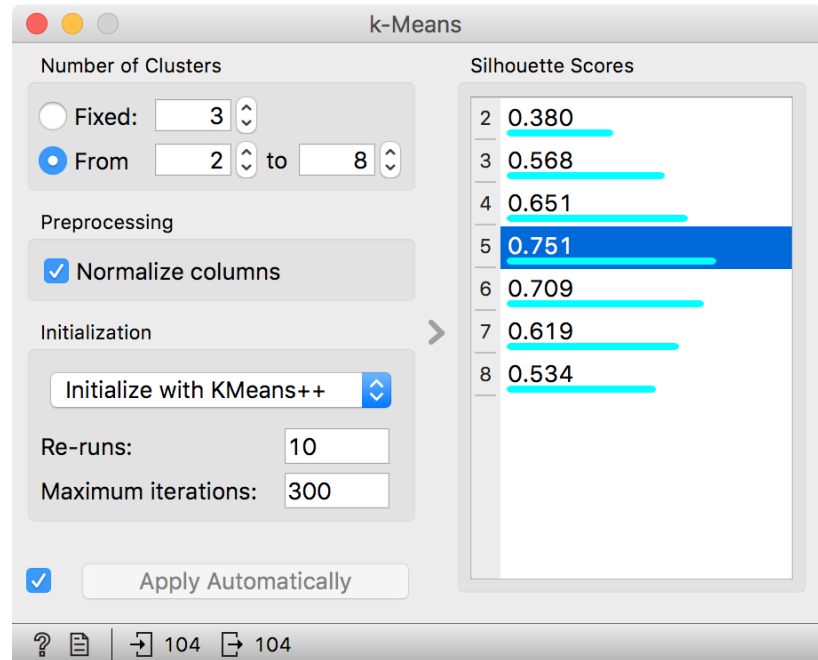 k-Means
Number of Clusters
Fixed: 3
From 2 to 8
Preprocessing
Normalize columns
Initialization
Initialize with KMeans++
Re-runs: 10
Maximum iterations: 300
Apply Automatically
Silhouette Scores
2 0.380
3 0.568
4 0.651
5 0.751
6 0.709
7 0.619
8 0.534
? 104 104